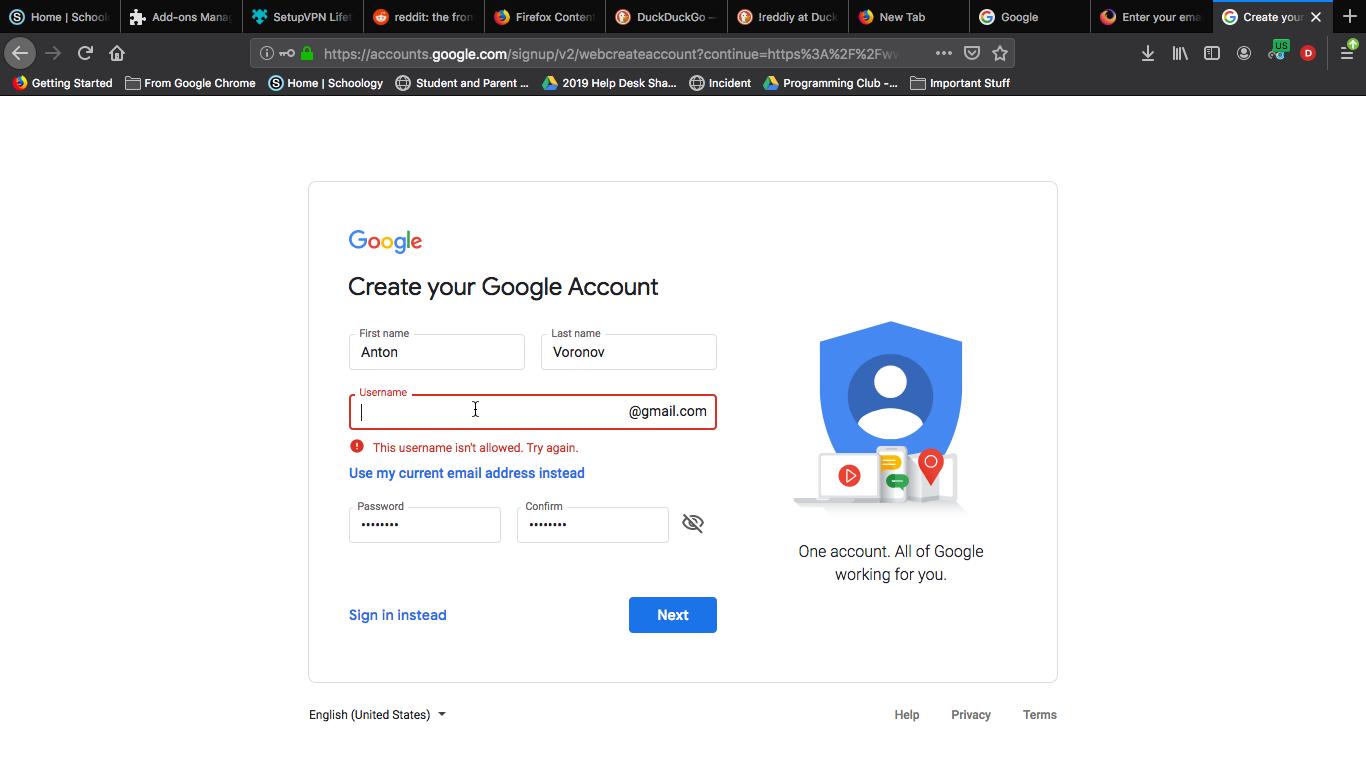 Home | Schoolo
Add-ons Manag
SetupVPN Lifet
reddit: the fron
Firefox Content
DuckDuckGo —
!reddiy at Duck
New Tab
Google
Enter your ema
Create your
https://accounts.google.com/signup/v2/webcreateaccount?continue=https%3A%2F%2Fwv
US
D
Getting Started
From Google Chrome
Home | Schoology
Student and Parent ...
2019 Help Desk Sha...
Incident
Programming Club -...
Important Stuff
Google
Create your Google Account
First name
Last name
Anton
Voronov
Username
@gmail.com
This username isn't allowed. Try again.
Use my current email address instead
Password
Confirm
••••••••
••••••••
One account. All of Google
working for you.
Sign in instead
Next
English (United States)
Help
Privacy
Terms